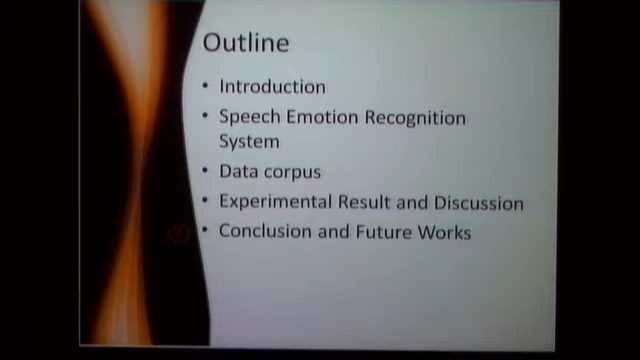 Outline
• Introduction
• Speech Emotion Recognition
System
• Data corpus
• Experimental Result and Discussion
• Conclusion and Future Works